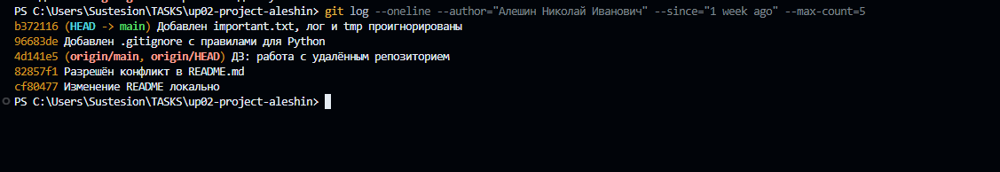 PS C:\Users\Sustesion\TASKS\up02-project-aleshin> git log --oneline --author="Алешин Николай Иванович" --since="1 week ago" --max-count=5
b372116 (HEAD -> main) Добавлен important.txt, лог и tmp проигнорированы
96683de Добавлен .gitignore с правилами для Python
4d141e5 (origin/main, origin/HEAD) ДЗ: работа с удалённым репозиторием
82857f1 Разрешён конфликт в README.md
cf80477 Изменение README локально
PS C:\Users\Sustesion\TASKS\up02-project-aleshin>